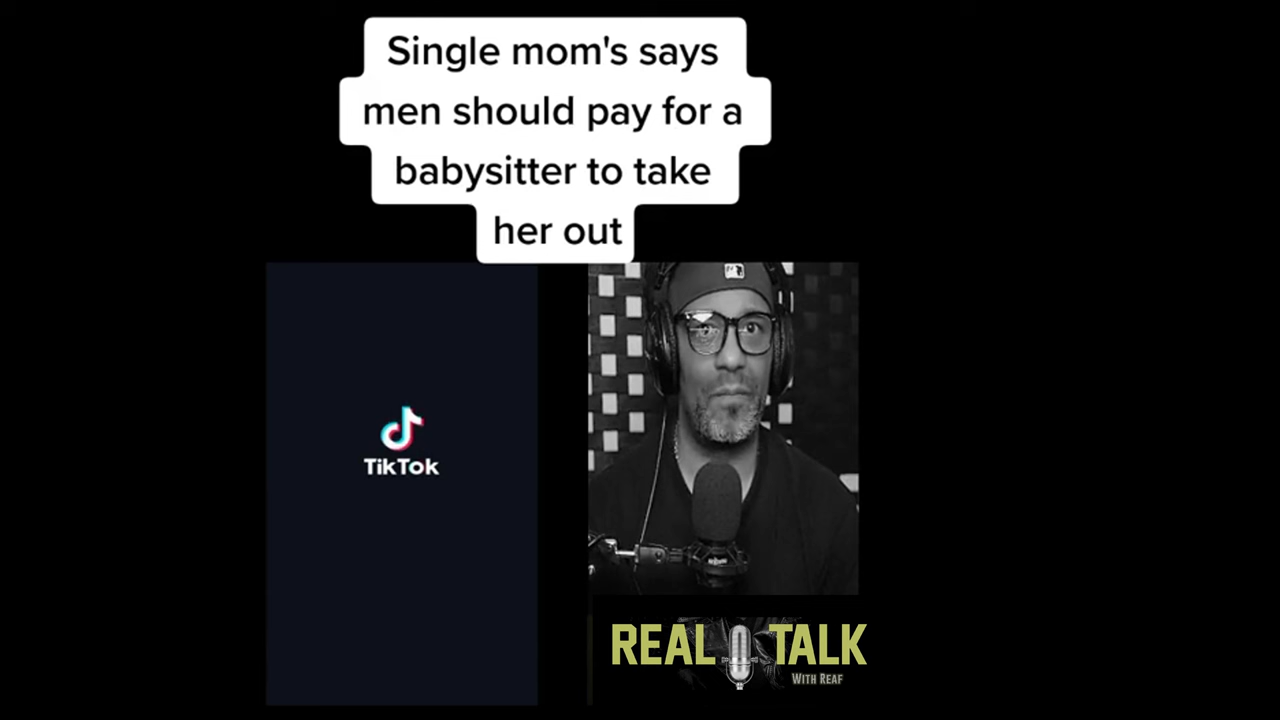 Single mom's says
men should pay for a
babysitter to take
her out
TikTok
REAL TALK
WITH REAF